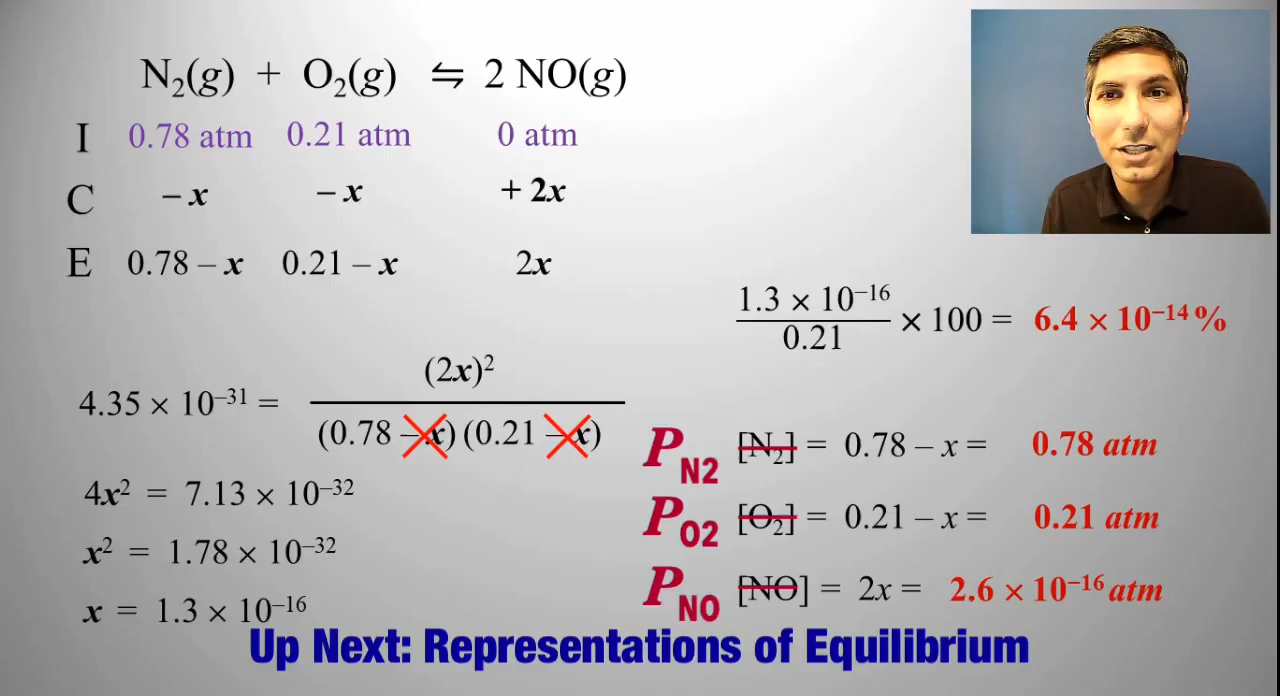 N₂(g) + O₂(g) ⇋ 2 NO(g)
I 0.78 atm 0.21 atm 0 atm
C – x – x + 2x
E 0.78 – x 0.21 – x 2x
1.3 × 10⁻¹⁶
0.21
× 100 = 6.4 × 10⁻¹⁴ %
4.35 × 10⁻³¹ =
(2x)²
(0.78 – x) (0.21 – x)
4x² = 7.13 × 10⁻³²
x² = 1.78 × 10⁻³²
x = 1.3 × 10⁻¹⁶
P N2 [N₂] = 0.78 – x = 0.78 atm
P O2 [O₂] = 0.21 – x = 0.21 atm
P NO [NO] = 2x = 2.6 × 10⁻¹⁶ atm
Up Next: Representations of Equilibrium